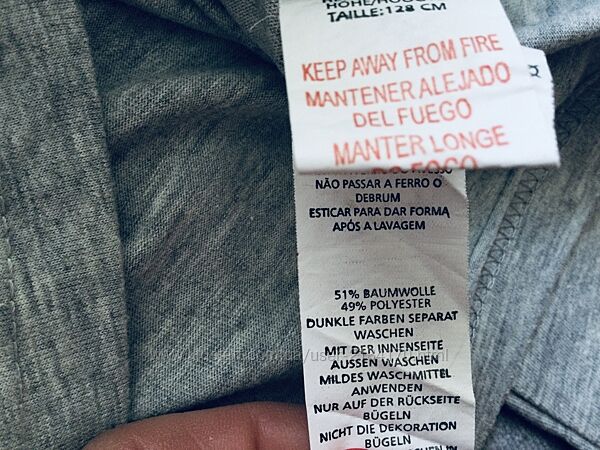 TAILLE: 128 CM
KEEP AWAY FROM FIRE
MANTENER ALEJADO
DEL FUEGO
MANTER LONGE
DO FOGO
NÃO PASSAR A FERRO O
DEBRUM
ESTICAR PARA DAR FORMA
APÓS A LAVAGEM
51% BAUMWOLLE
49% POLYESTER
DUNKLE FARBEN SEPARAT
WASCHEN
MIT DER INNENSEITE
AUSSEN WASCHEN
MILDES WASCHMITTEL
ANWENDEN
NUR AUF DER RÜCKSEITE
BÜGELN
NICHT DIE DEKORATION
BÜGELN